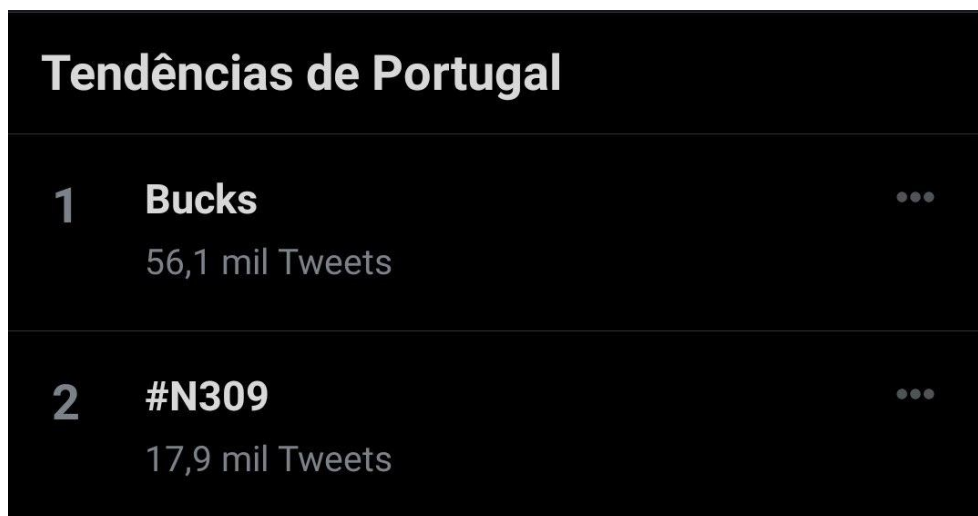 Tendências de Portugal
1 Bucks
56,1 mil Tweets
2 #N309
17,9 mil Tweets